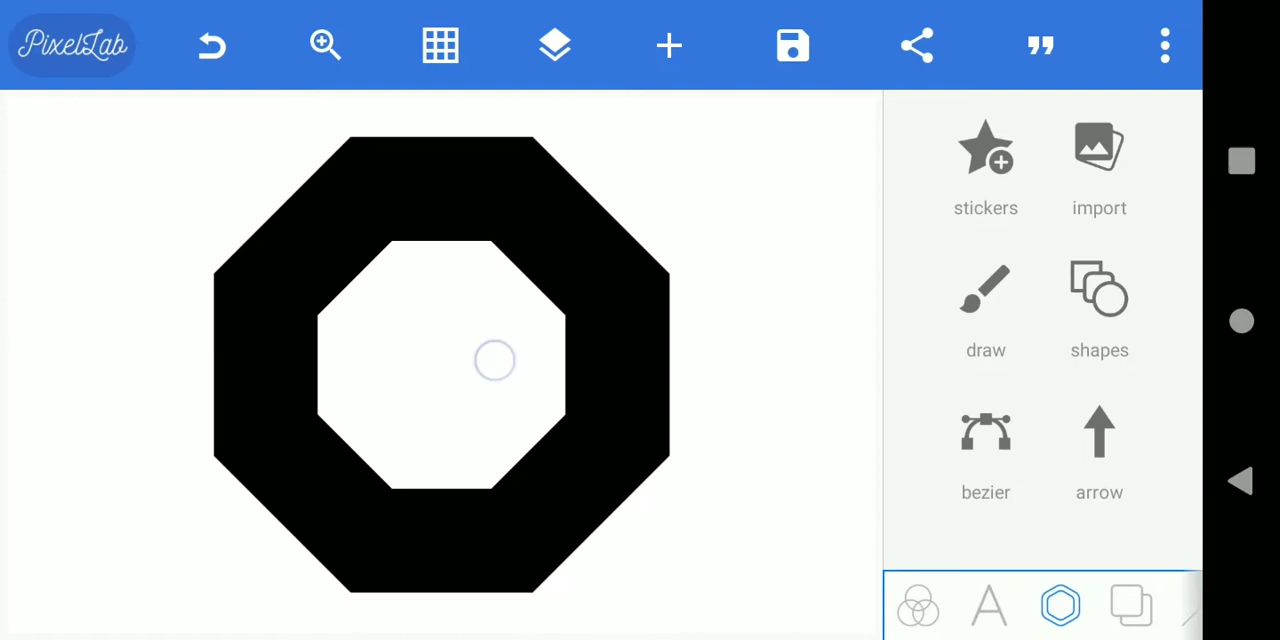 PixelLab
stickers
import
draw
shapes
bezier
arrow